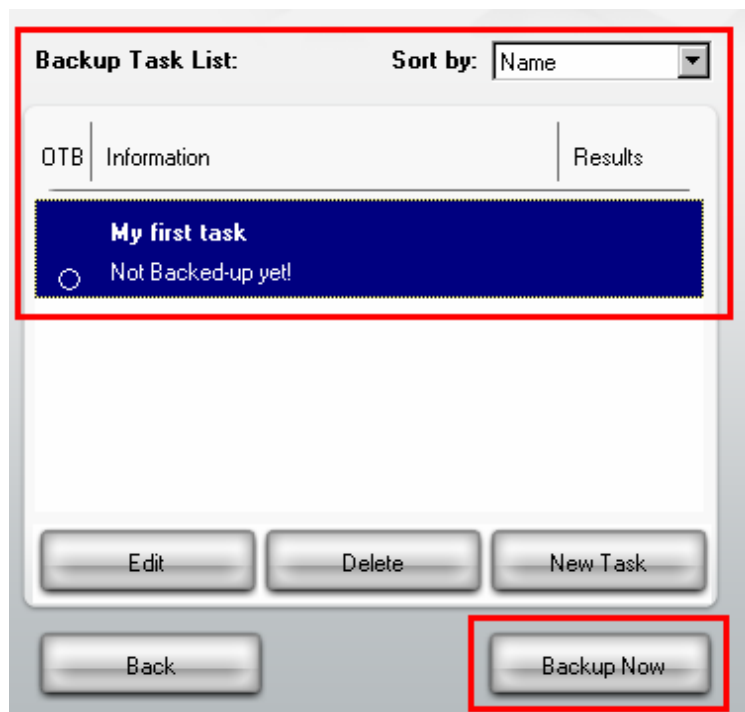 Backup Task List: Sort by: Name
OTB Information Results
My first task
Not Backed-up yet!
Edit Delete New Task
Back Backup Now